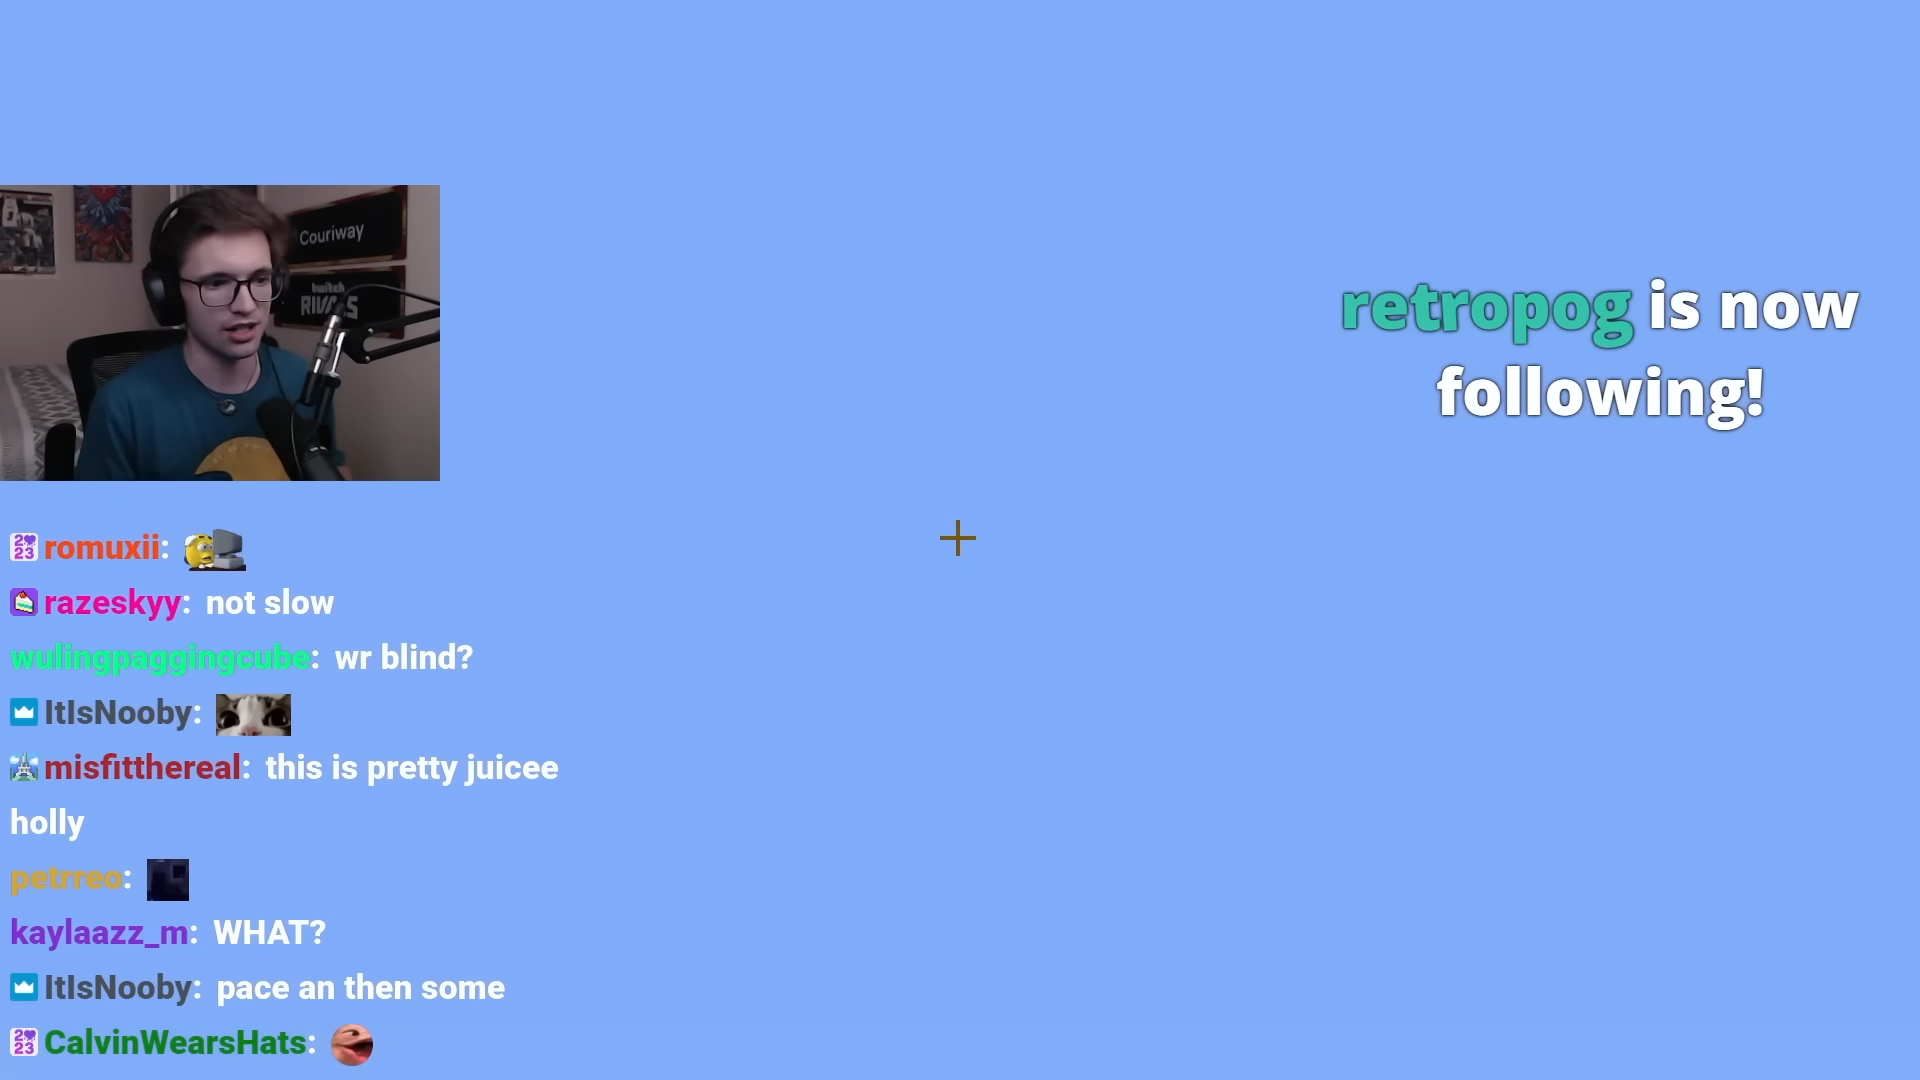 Couriway
twitch
RIVALS
retropog is now
following!
romuxii:
razeskyy: not slow
wulingpaggingcube: wr blind?
ItIsNooby:
misfitthereal: this is pretty juicee
holly
petrreo:
kaylaazz_m: WHAT?
ItIsNooby: pace an then some
CalvinWearsHats: